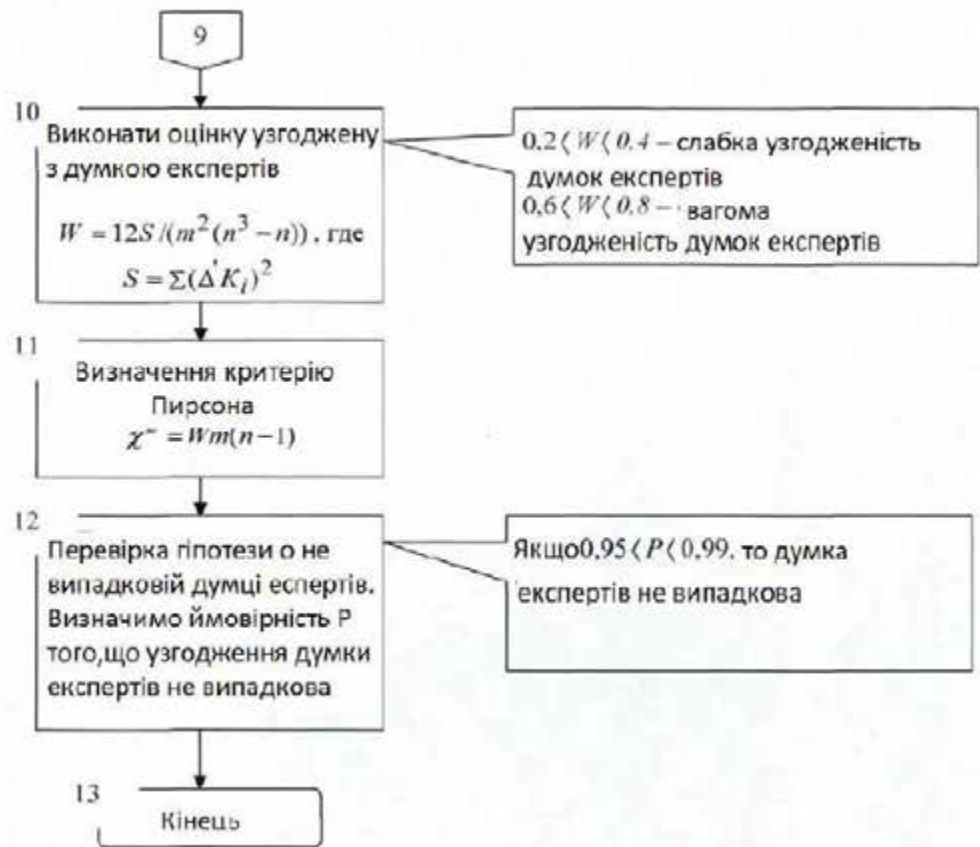 9
10
Виконати оцінку узгоджену
з думкою експертів
W = 12S /(m²(n³ − n)) , где
S = Σ(Δ'K_i)²
0,2 ⟨ W ⟨ 0,4 – слабка узгодженість
думок експертів
0,6 ⟨ W ⟨ 0,8 – вагома
узгодженість думок експертів
11
Визначення критерію
Пирсона
= Wm(n−1)
12
Перевірка гіпотези о не
випадковій думці еспертів.
Визначимо ймовірність Р
того,що узгодження думки
експертів не випадкова
Якщо0,95 ⟨ P ⟨ 0,99, то думка
експертів не випадкова
13
Кінець